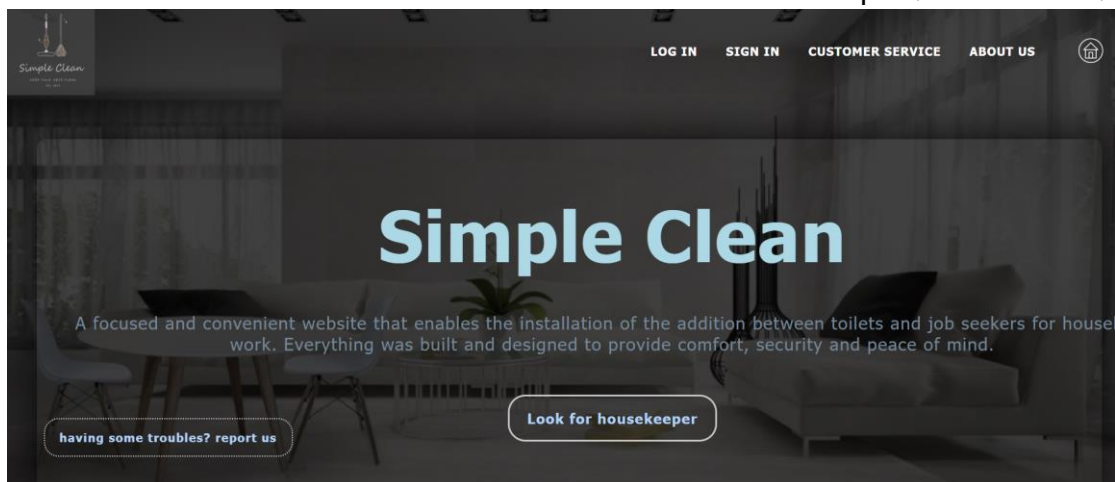 Simple Clean
LOG IN SIGN IN CUSTOMER SERVICE ABOUT US
Simple Clean
A focused and convenient website that enables the installation of the addition between toilets and job seekers for house
work. Everything was built and designed to provide comfort, security and peace of mind.
Look for housekeeper
having some troubles? report us